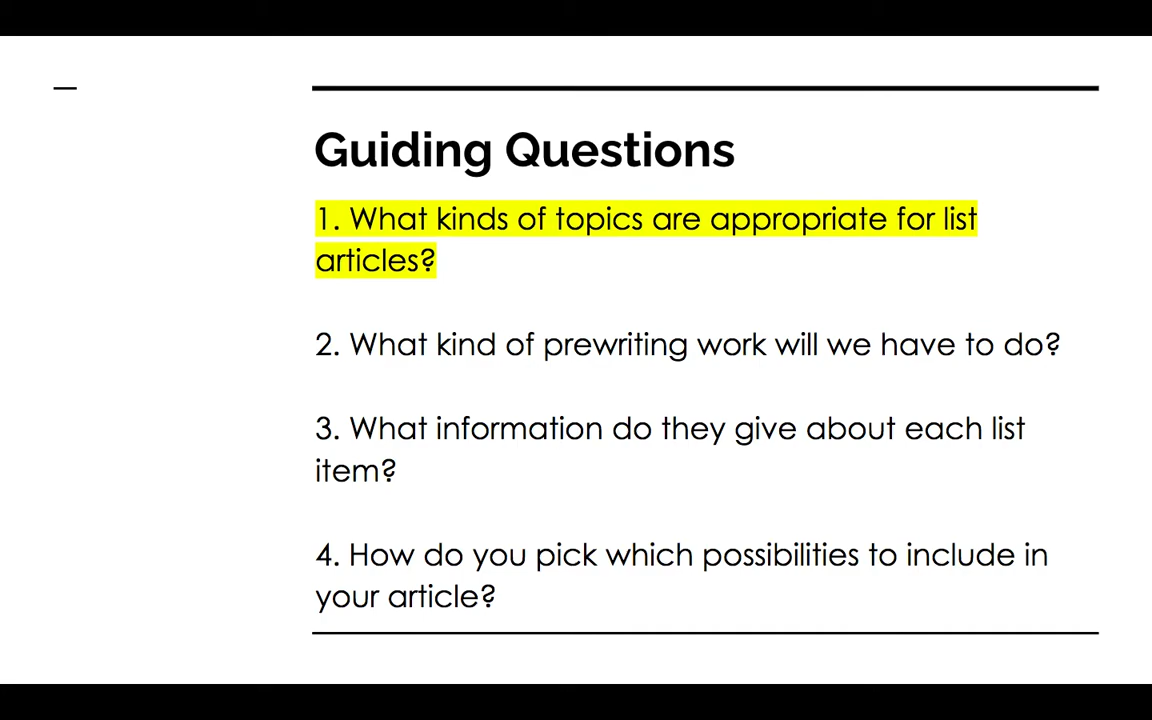 Guiding Questions
1. What kinds of topics are appropriate for list
articles?
2. What kind of prewriting work will we have to do?
3. What information do they give about each list
item?
4. How do you pick which possibilities to include in
your article?